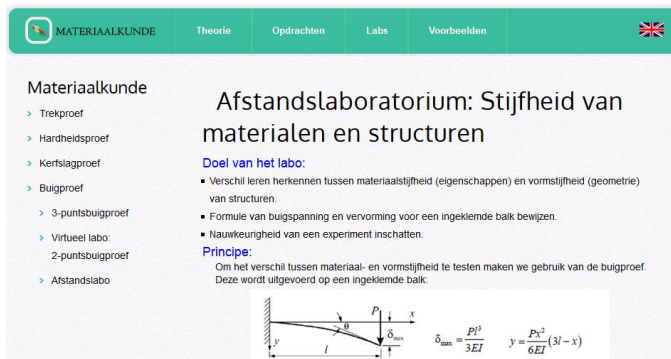 MATERIAALKUNDE
Theorie
Opdrachten
Labs
Voorbeelden
Materiaalkunde
Trekproef
Hardheidsproef
Kerfslagproef
Buigproef
3-puntsbuigproef
Virtueel labo:
2-puntsbuigproef
Afstandslabo
Afstandslaboratorium: Stijfheid van
materialen en structuren
Doel van het labo:
Verschil leren herkennen tussen materiaalstijfheid (eigenschappen) en vormstijfheid (geometrie)
van structuren.
Formule van buigspanning en vervorming voor een ingeklemde balk bewijzen.
Nauwkeurigheid van een experiment inschatten.
Principe:
Om het verschil tussen materiaal- en vormstijfheid te testen maken we gebruik van de buigproef.
Deze wordt uitgevoerd op een ingeklemde balk:
P x
θ δmax
y l
δmax = Pl³/3EI
y = Px²/6EI (3l − x)